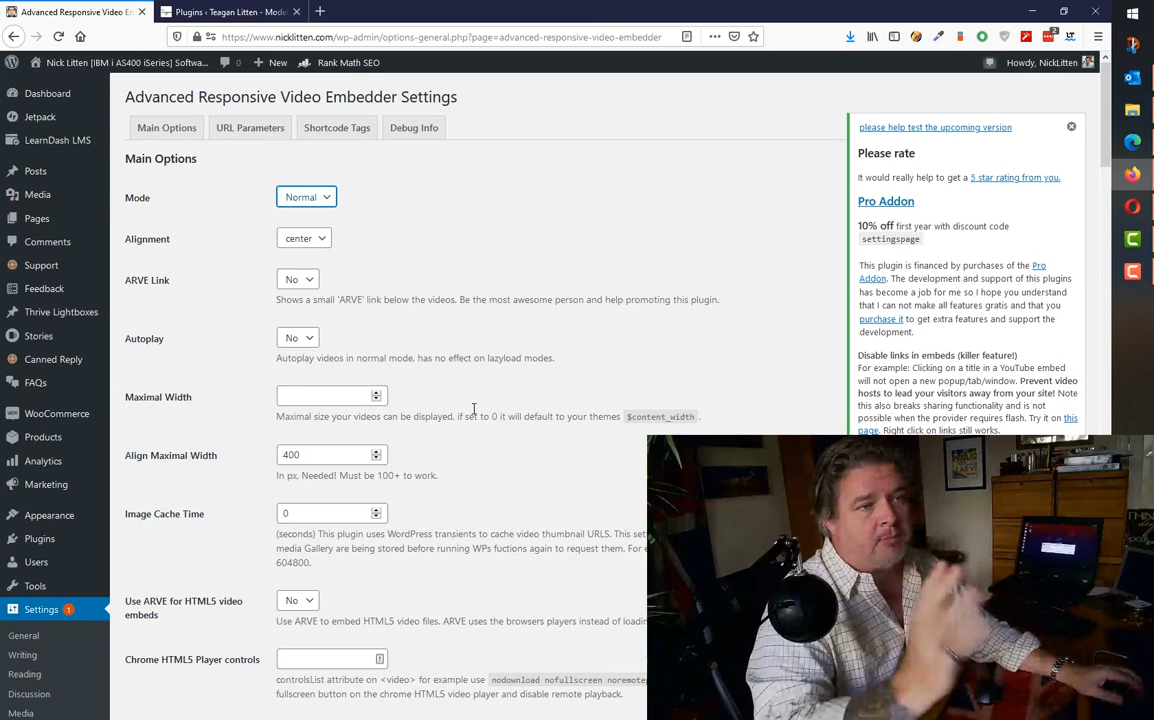 Advanced Responsive Video En
Plugins ‹ Teagan Litten - Model
https://www.nicklitten.com/wp-admin/options-general.php?page=advanced-responsive-video-embedder
2
Nick Litten [IBM i AS400 iSeries] Softwa...
0
New
Rank Math SEO
Howdy, NickLitten
Dashboard
Jetpack
LearnDash LMS
Posts
Media
Pages
Comments
Support
Feedback
Thrive Lightboxes
Stories
Canned Reply
FAQs
WooCommerce
Products
Analytics
Marketing
Appearance
Plugins
Users
Tools
Settings 1
General
Writing
Reading
Discussion
Media
Advanced Responsive Video Embedder Settings
Main Options
URL Parameters
Shortcode Tags
Debug Info
Main Options
Mode
Normal
Alignment
center
ARVE Link
No
Shows a small 'ARVE' link below the videos. Be the most awesome person and help promoting this plugin.
Autoplay
No
Autoplay videos in normal mode, has no effect on lazyload modes.
Maximal Width
Maximal size your videos can be displayed, if set to 0 it will default to your themes $content_width .
Align Maximal Width
400
In px, Needed! Must be 100+ to work.
Image Cache Time
0
(seconds) This plugin uses WordPress transients to cache video thumbnail URLS. This set
media Gallery are being stored before running WPs fuctions again to request them. For e
604800.
Use ARVE for HTML5 video
embeds
No
Use ARVE to embed HTML5 video files. ARVE uses the browsers players instead of loadin
Chrome HTML5 Player controls
controlsList attribute on <video> for example use nodownload nofullscreen noremotep
fullscreen button on the chrome HTML5 video player and disable remote playback.
please help test the upcoming version
Please rate
It would really help to get a 5 star rating from you.
Pro Addon
10% off first year with discount code
settingspage
This plugin is financed by purchases of the Pro
Addon. The development and support of this plugins
has become a job for me so I hope you understand
that I can not make all features gratis and that you
purchase it to get extra features and support the
development.
Disable links in embeds (killer feature!)
For example: Clicking on a title in a YouTube embed
will not open a new popup/tab/window. Prevent video
hosts to lead your visitors away from your site! Note
this also breaks sharing functionality and is not
possible when the provider requires flash. Try it on this
page. Right click on links still works.